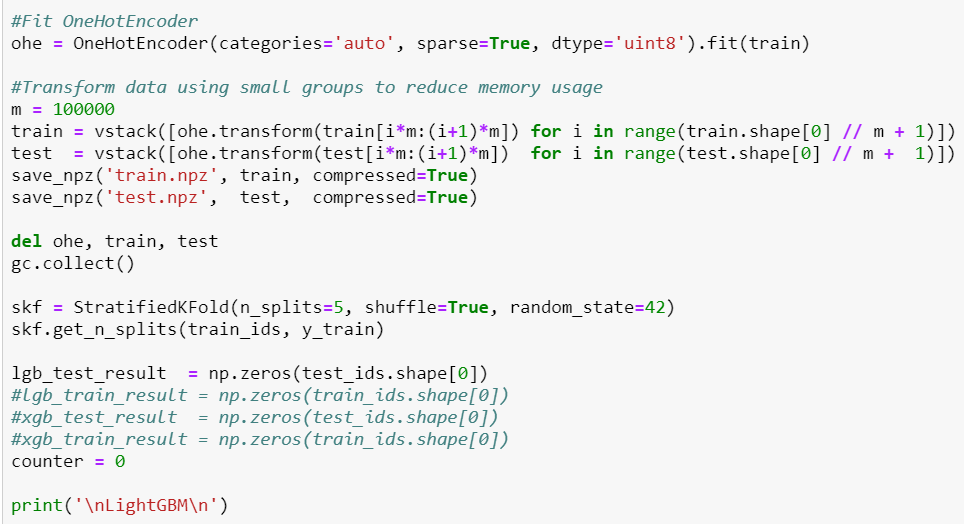 #Fit OneHotEncoder
ohe = OneHotEncoder(categories='auto', sparse=True, dtype='uint8').fit(train)

#Transform data using small groups to reduce memory usage
m = 100000
train = vstack([ohe.transform(train[i*m:(i+1)*m]) for i in range(train.shape[0] // m + 1)])
test  = vstack([ohe.transform(test[i*m:(i+1)*m])  for i in range(test.shape[0] // m +  1)])
save_npz('train.npz', train, compressed=True)
save_npz('test.npz',  test,  compressed=True)

del ohe, train, test
gc.collect()

skf = StratifiedKFold(n_splits=5, shuffle=True, random_state=42)
skf.get_n_splits(train_ids, y_train)

lgb_test_result  = np.zeros(test_ids.shape[0])
#lgb_train_result = np.zeros(train_ids.shape[0])
#xgb_test_result  = np.zeros(test_ids.shape[0])
#xgb_train_result = np.zeros(train_ids.shape[0])
counter = 0

print('\nLightGBM\n')